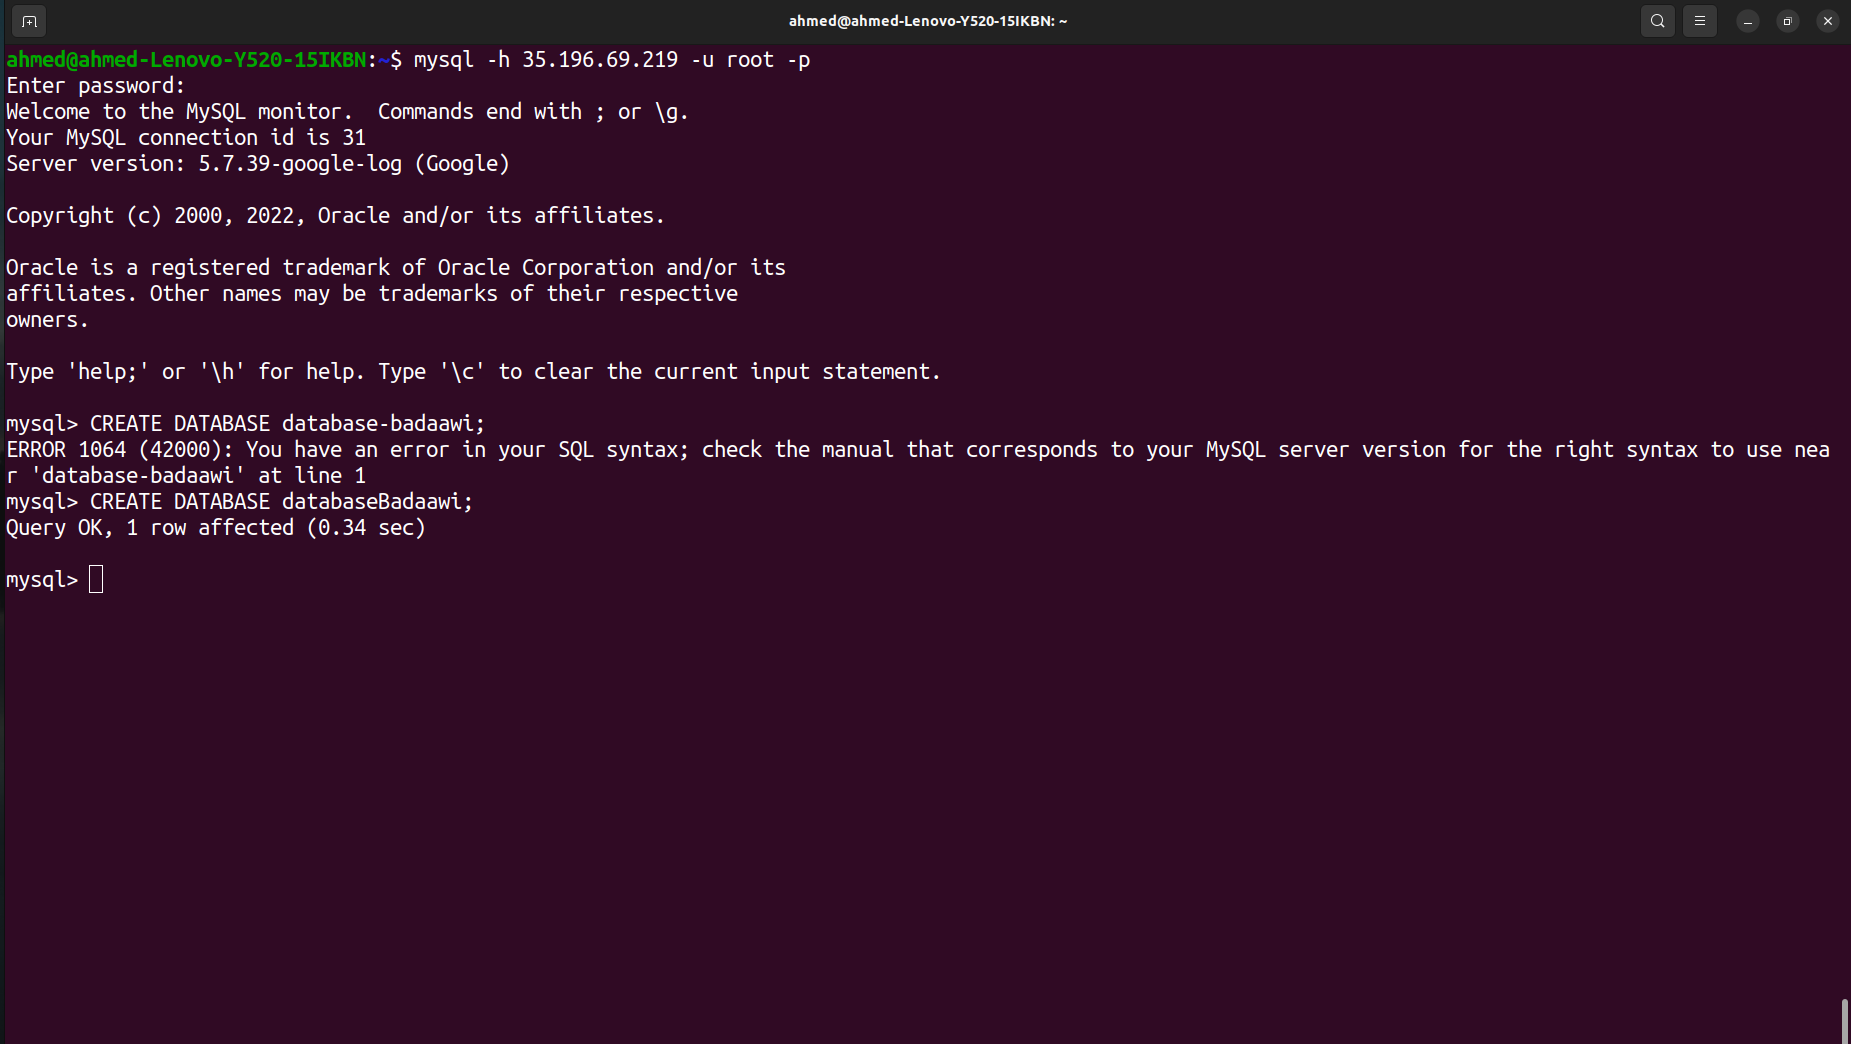 ahmed@ahmed-Lenovo-Y520-15IKBN: ~
ahmed@ahmed-Lenovo-Y520-15IKBN:~$ mysql -h 35.196.69.219 -u root -p
Enter password:
Welcome to the MySQL monitor.  Commands end with ; or \g.
Your MySQL connection id is 31
Server version: 5.7.39-google-log (Google)

Copyright (c) 2000, 2022, Oracle and/or its affiliates.

Oracle is a registered trademark of Oracle Corporation and/or its
affiliates. Other names may be trademarks of their respective
owners.

Type 'help;' or '\h' for help. Type '\c' to clear the current input statement.

mysql> CREATE DATABASE database-badaawi;
ERROR 1064 (42000): You have an error in your SQL syntax; check the manual that corresponds to your MySQL server version for the right syntax to use nea
r 'database-badaawi' at line 1
mysql> CREATE DATABASE databaseBadaawi;
Query OK, 1 row affected (0.34 sec)

mysql>